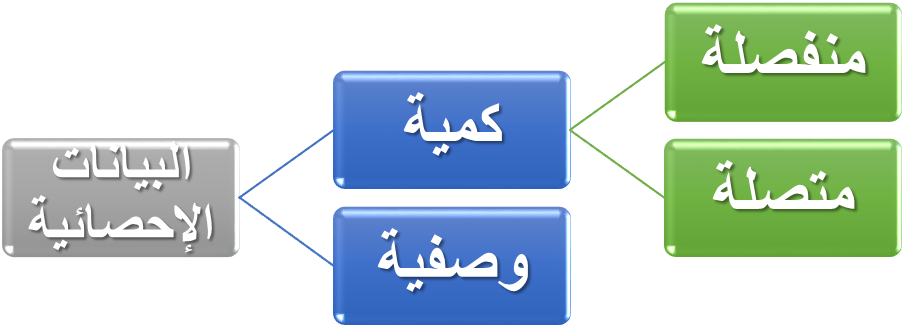 البيانات
الإحصائية
كمية
وصفية
منفصلة
متصلة